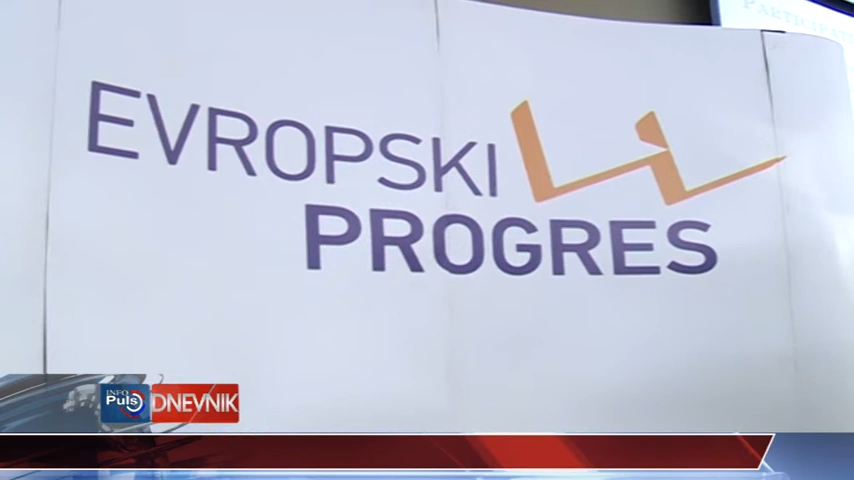 EVROPSKI
PROGRES
INFO
Puls
DNEVNIK